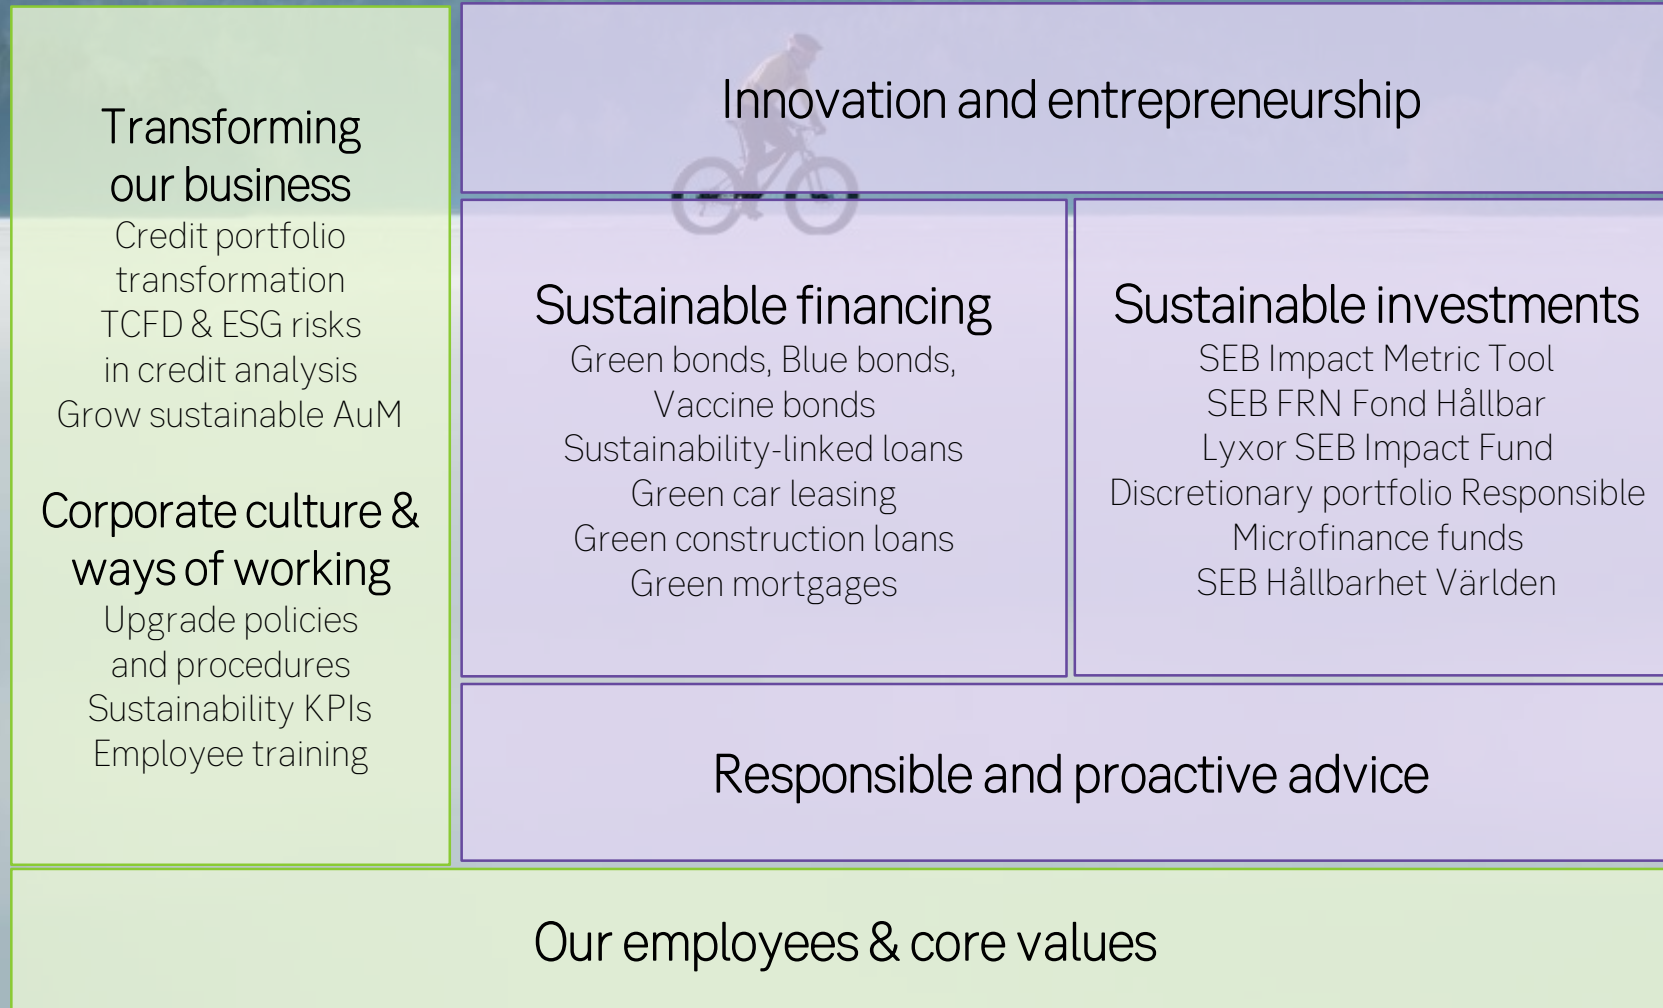 Transforming
our business
Credit portfolio
transformation
TCFD & ESG risks
in credit analysis
Grow sustainable AuM
Corporate culture &
ways of working
Upgrade policies
and procedures
Sustainability KPIs
Employee training
Innovation and entrepreneurship
Sustainable financing
Green bonds, Blue bonds,
Vaccine bonds
Sustainability-linked loans
Green car leasing
Green construction loans
Green mortgages
Sustainable investments
SEB Impact Metric Tool
SEB FRN Fond Hållbar
Lyxor SEB Impact Fund
Discretionary portfolio Responsible
Microfinance funds
SEB Hållbarhet Världen
Responsible and proactive advice
Our employees & core values